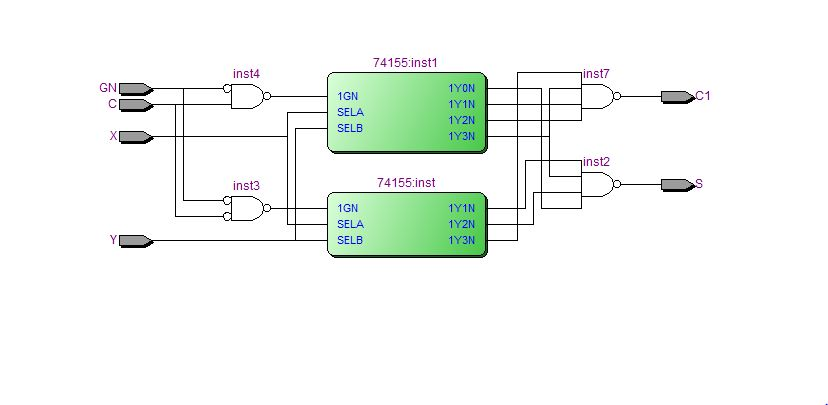 74155:inst1
inst4
inst7
GN
C
X
1GN
SELA
SELB
1Y0N
1Y1N
1Y2N
1Y3N
C1
inst3
74155:inst
inst2
Y
1GN
SELA
SELB
1Y1N
1Y2N
1Y3N
S